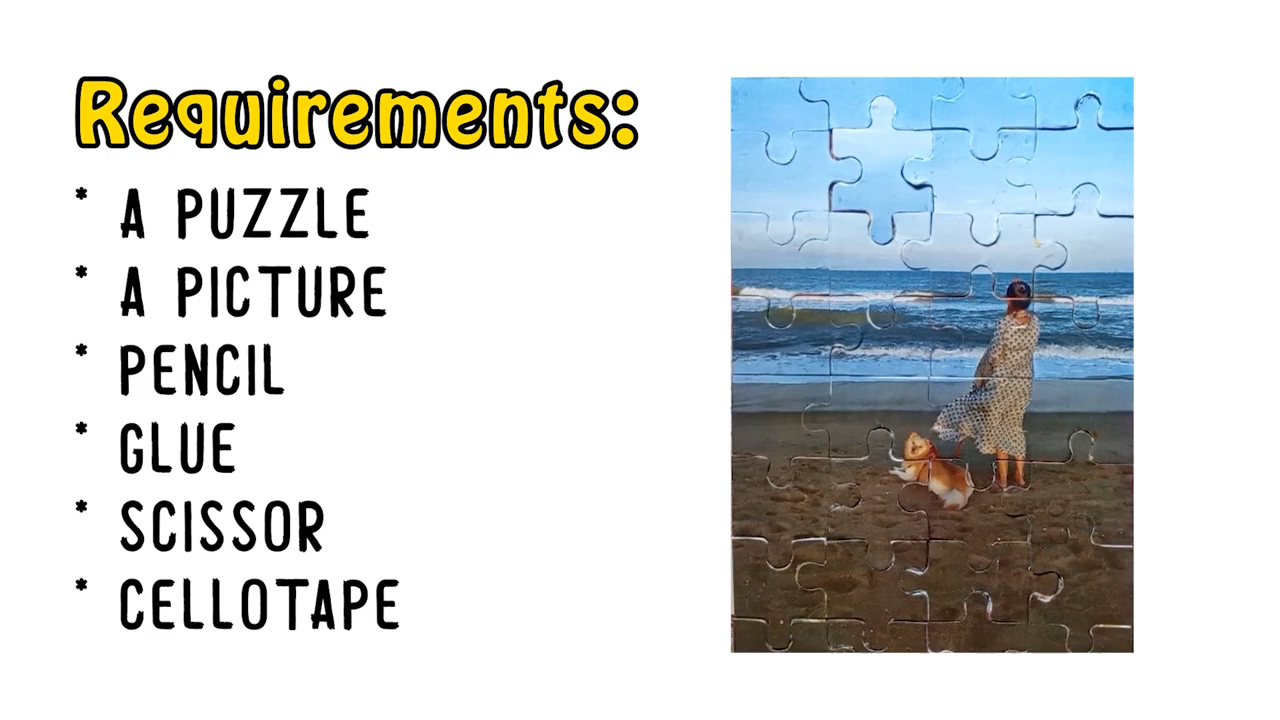 Requirements:
* A PUZZLE
* A PICTURE
* PENCIL
* GLUE
* SCISSOR
* CELLOTAPE